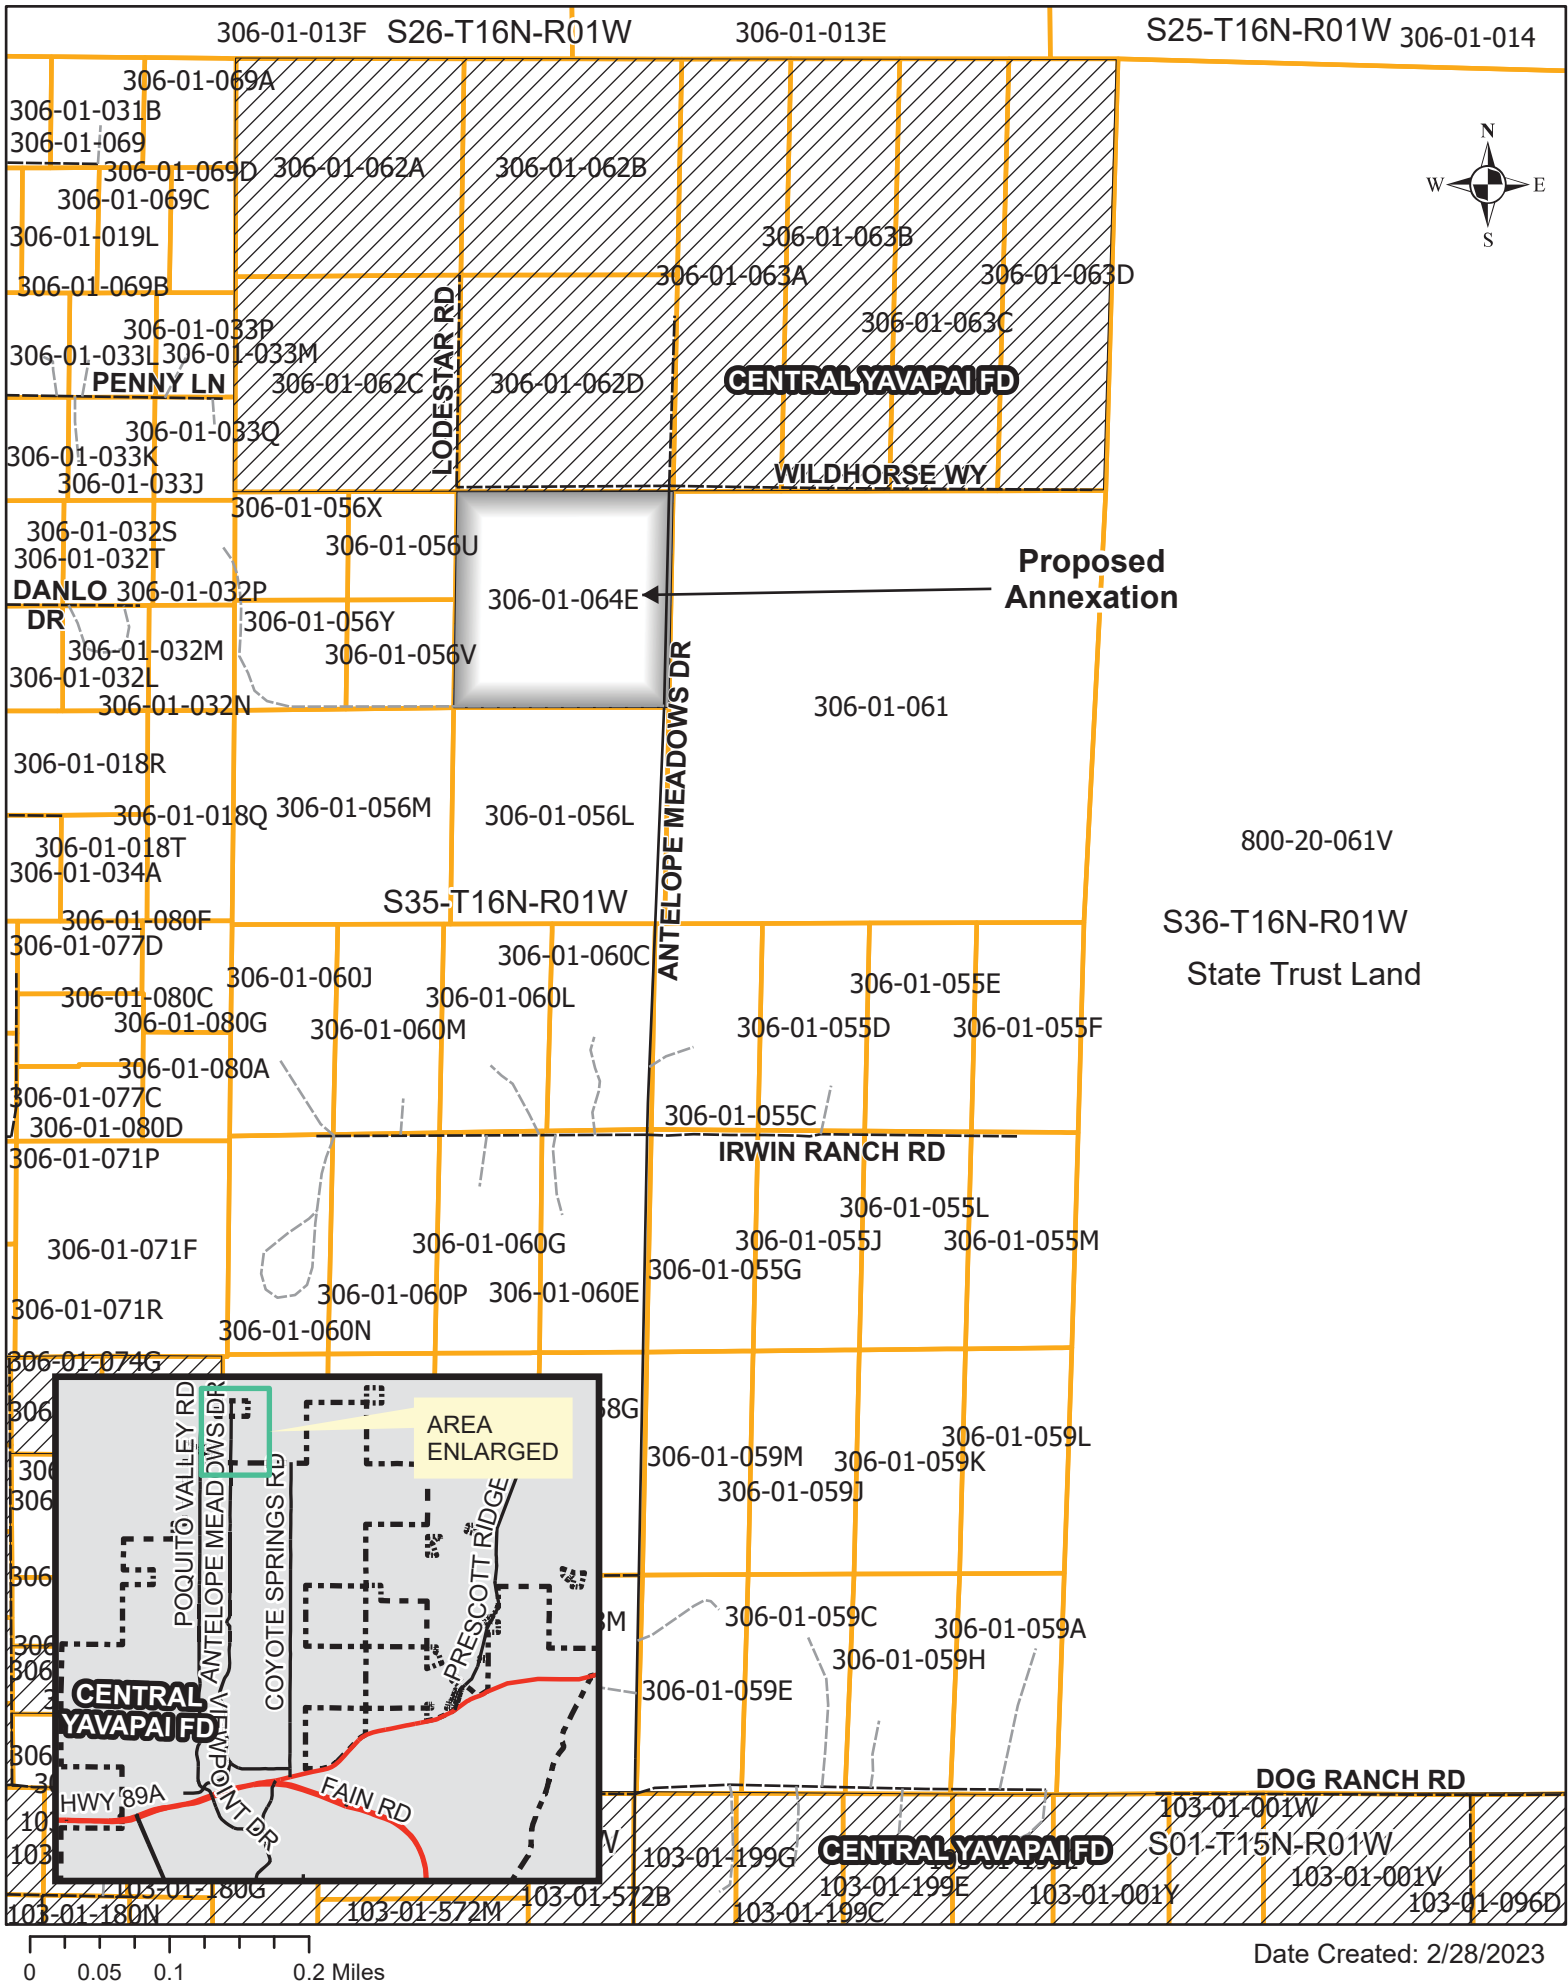 306-01-013F
S26-T16N-R01W
306-01-013E
S25-T16N-R01W
306-01-014
306-01-069A
306-01-031B
306-01-069
306-01-069D
306-01-062A
306-01-062B
306-01-069C
306-01-019L
306-01-063B
306-01-069B
306-01-063A
306-01-063D
N
W
E
S
306-01-033P
306-01-033L
306-01-033M
306-01-063C
PENNY LN
306-01-062C
LODESTAR RD
306-01-062D
CENTRAL YAVAPAI FD
306-01-033Q
306-01-033K
306-01-033J
WILDHORSE WY
306-01-056X
306-01-032S
306-01-056U
306-01-032T
DANLO
DR
306-01-032P
306-01-064E
Proposed
Annexation
306-01-056Y
306-01-032M
306-01-056V
306-01-032L
306-01-032N
ANTELOPE MEADOWS DR
306-01-061
306-01-018R
306-01-018Q
306-01-056M
306-01-056L
306-01-018T
306-01-034A
800-20-061V
S35-T16N-R01W
306-01-080F
S36-T16N-R01W
State Trust Land
306-01-077D
306-01-060C
306-01-060J
306-01-055E
306-01-080C
306-01-060L
306-01-080G
306-01-060M
306-01-055D
306-01-055F
306-01-080A
306-01-077C
306-01-055C
306-01-080D
IRWIN RANCH RD
306-01-071P
306-01-055L
306-01-071F
306-01-060G
306-01-055J
306-01-055M
306-01-055G
306-01-060P
306-01-060E
306-01-071R
306-01-060N
306-01-074G
306
58G
306-01-059L
306-01-059M
306-01-059K
306
306-01-059J
306
306
3M
306-01-059C
306-01-059A
306
306-01-059H
306
306-01-059E
306
POQUITO VALLEY RD
ANTELOPE MEADOWS DR
COYOTE SPRINGS RD
AREA
ENLARGED
PRESCOTT RIDGE
CENTRAL
YAVAPAI FD
VIEWPOINT DR
HWY 89A
FAIN RD
DOG RANCH RD
103-01-001W
S01-T15N-R01W
CENTRAL YAVAPAI FD
103-01-199G
103
103-01-001V
103-01-199E
103-01-001Y
103-01-096D
103-01-180G
103-01-572B
103-01-180N
103-01-572M
103-01-199C
Date Created: 2/28/2023
0 0.05 0.1 0.2 Miles